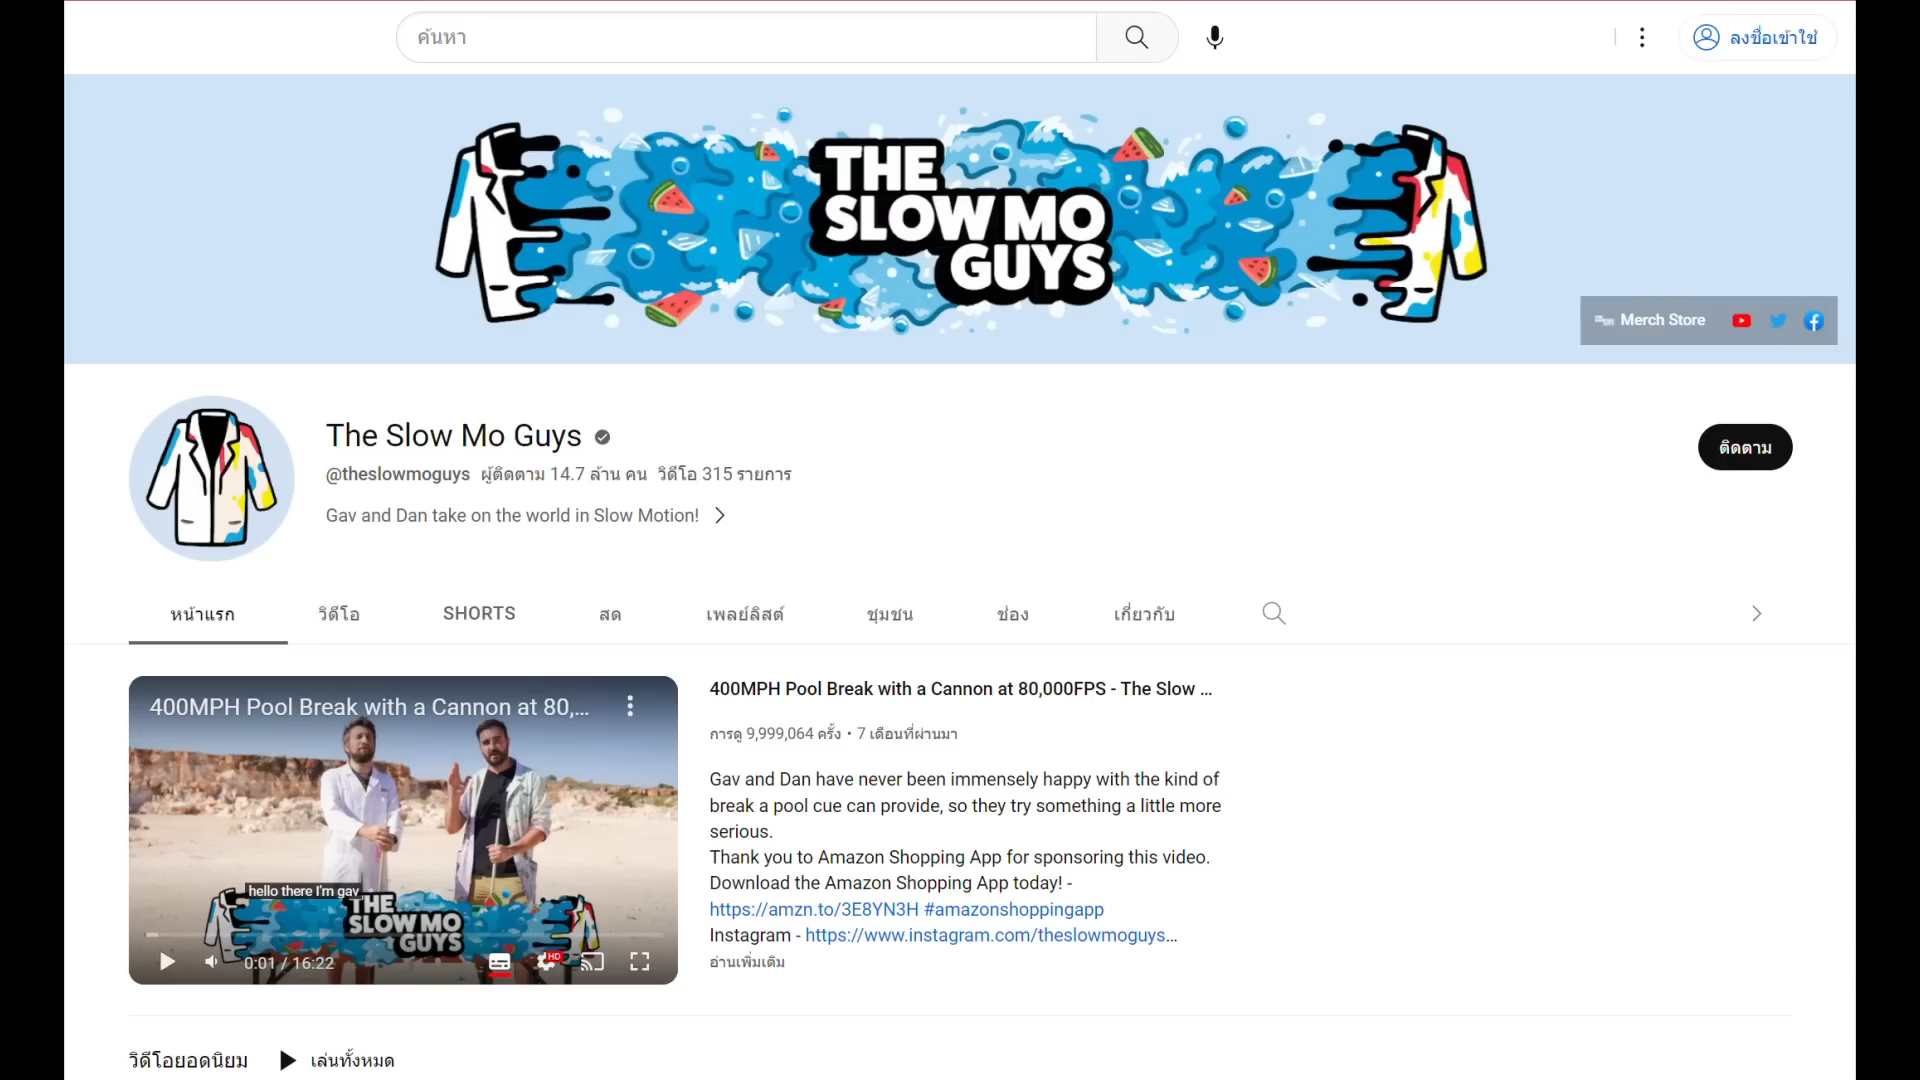 ค้นหา
ลงชื่อเข้าใช้
THE
SLOW MO
GUYS
Merch Store
The Slow Mo Guys
@theslowmoguys ผู้ติดตาม 14.7 ล้าน คน วิดีโอ 315 รายการ
Gav and Dan take on the world in Slow Motion!
ติดตาม
หน้าแรก วิดีโอ SHORTS สด เพลย์ลิสต์ ชุมชน ช่อง เกี่ยวกับ
400MPH Pool Break with a Cannon at 80,...
hello there I'm gav
THE
SLOW MO
GUYS
0:01 / 16:22
HD
400MPH Pool Break with a Cannon at 80,000FPS - The Slow ...
การดู 9,999,064 ครั้ง • 7 เดือนที่ผ่านมา
Gav and Dan have never been immensely happy with the kind of
break a pool cue can provide, so they try something a little more
serious.
Thank you to Amazon Shopping App for sponsoring this video.
Download the Amazon Shopping App today! -
https://amzn.to/3E8YN3H #amazonshoppingapp
Instagram - https://www.instagram.com/theslowmoguys...
อ่านเพิ่มเติม
วิดีโอยอดนิยม เล่นทั้งหมด